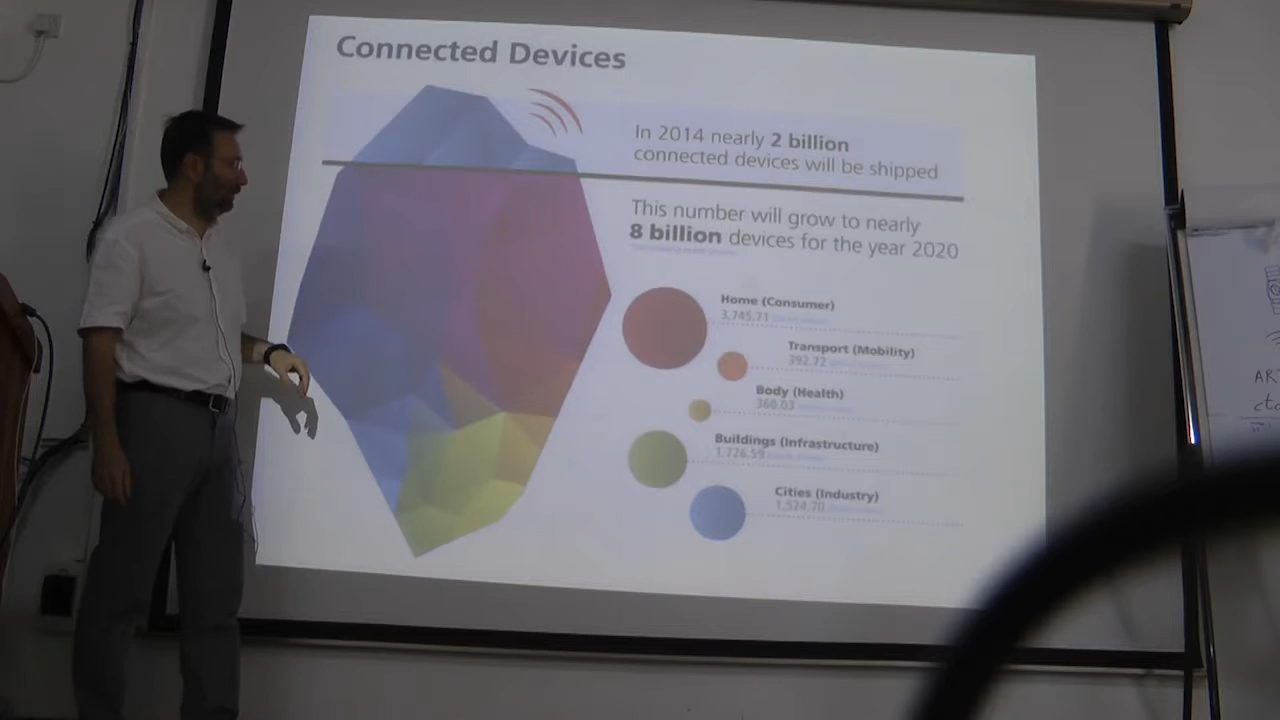 Connected Devices
In 2014 nearly 2 billion
connected devices will be shipped
This number will grow to nearly
8 billion devices for the year 2020
Home (Consumer)
3,745.71
Transport (Mobility)
392.72
Body (Health)
360.03
Buildings (Infrastructure)
1,726.59
Cities (Industry)
1,524.70